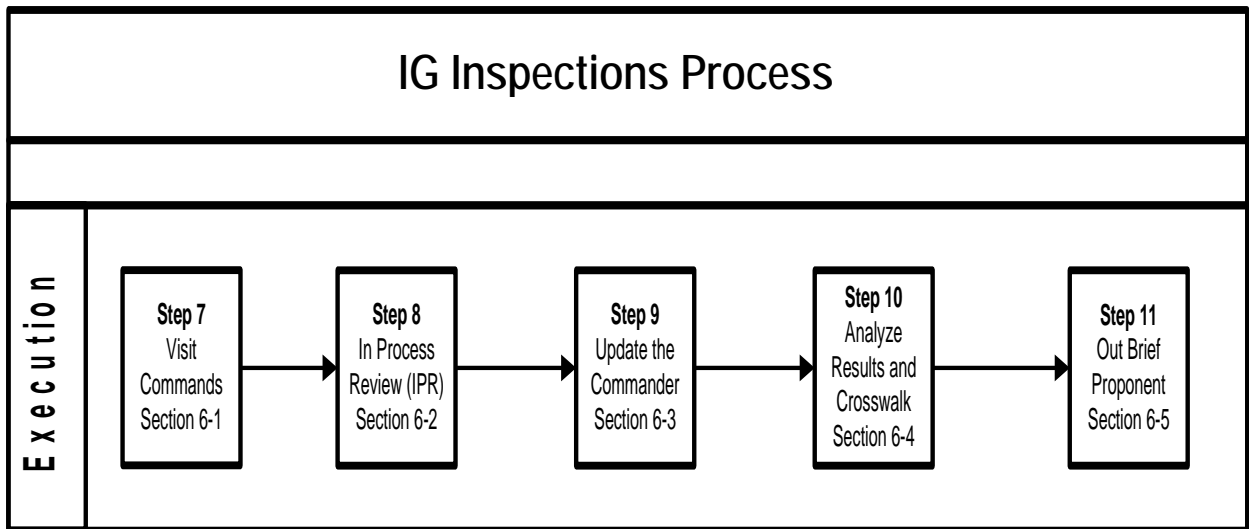 IG Inspections Process
Execution
Step 7
Visit
Commands
Section 6-1
Step 8
In Process
Review (IPR)
Section 6-2
Step 9
Update the
Commander
Section 6-3
Step 10
Analyze
Results and
Crosswalk
Section 6-4
Step 11
Out Brief
Proponent
Section 6-5